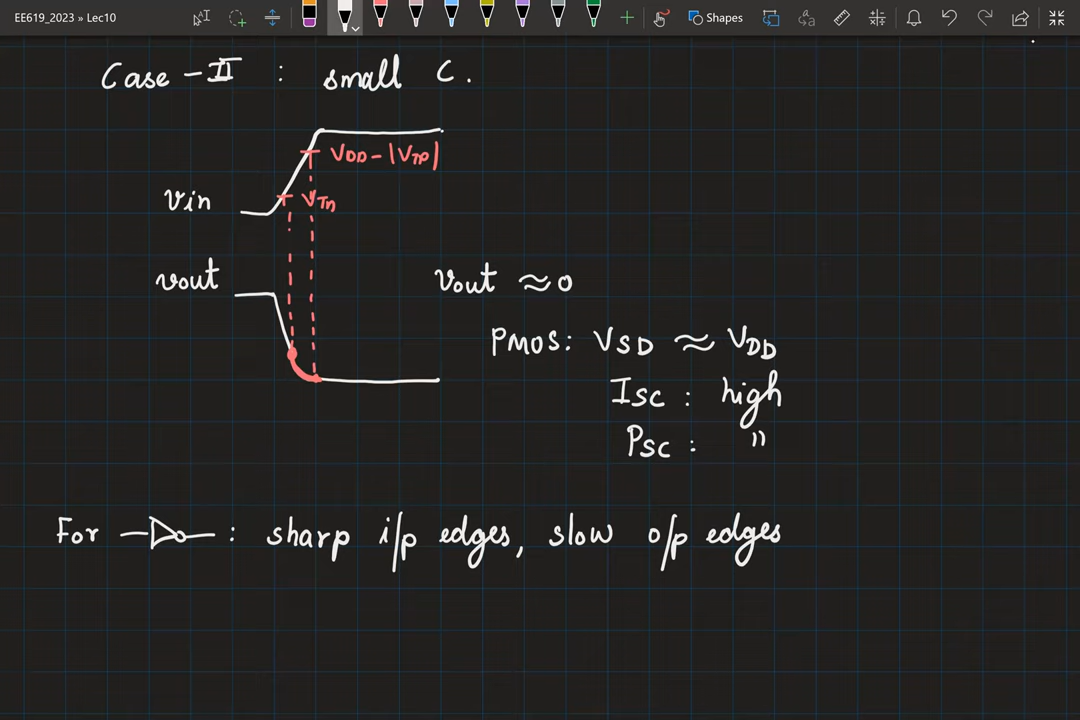 EE619_2023 » Lec10
Shapes
Case - II : small C.
VDD - |VTP|
Vin
VTn
Vout
Vout ≈ 0
PMOS: VSD ≈ VDD
ISC : high
PSC : "
For : sharp i/p edges, slow o/p edges